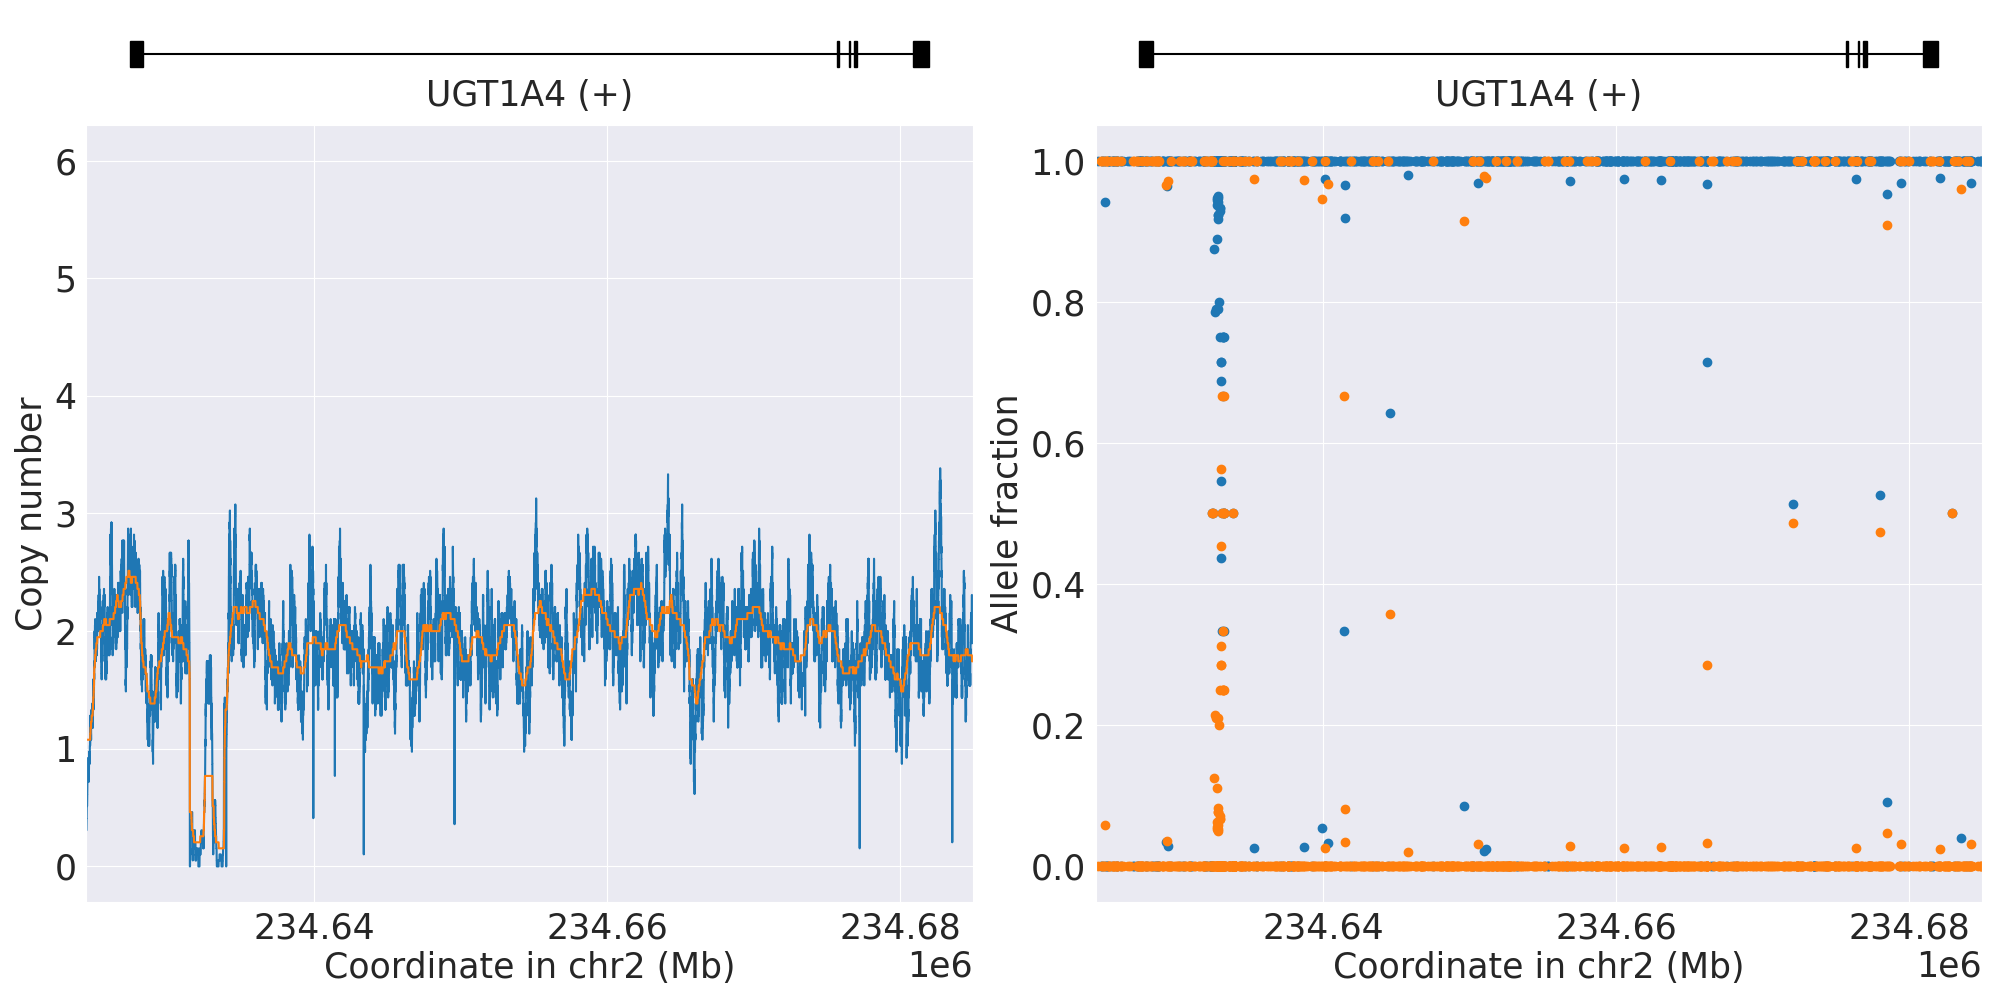 UGT1A4 (+)
6
5
4
3
2
1
0
Copy number
234.64
234.66
234.68
Coordinate in chr2 (Mb)
1e6
UGT1A4 (+)
1.0
0.8
0.6
0.4
0.2
0.0
Allele fraction
234.64
234.66
234.68
Coordinate in chr2 (Mb)
1e6